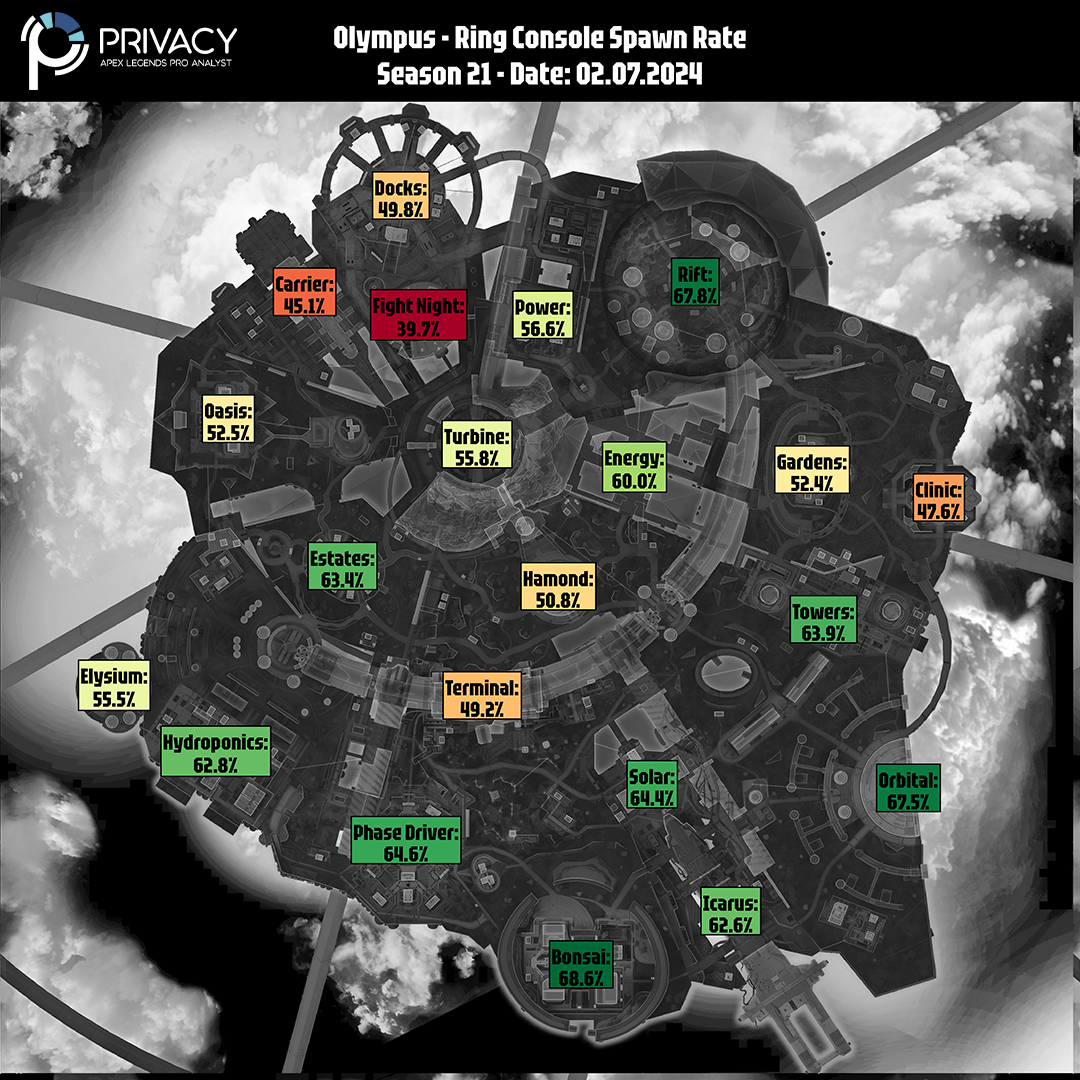 PRIVACY
APEX LEGENDS PRO ANALYST
Olympus - Ring Console Spawn Rate
Season 21 - Date: 02.07.2024
Docks:
49.8%
Carrier:
45.1%
Fight Night:
39.7%
Power:
56.6%
Rift:
67.8%
Oasis:
52.5%
Turbine:
55.8%
Energy:
60.0%
Gardens:
52.4%
Clinic:
47.6%
Estates:
63.4%
Hamond:
50.8%
Towers:
63.9%
Elysium:
55.5%
Terminal:
49.2%
Hydroponics:
62.8%
Solar:
64.4%
Orbital:
67.5%
Phase Driver:
64.6%
Icarus:
62.6%
Bonsai:
68.6%